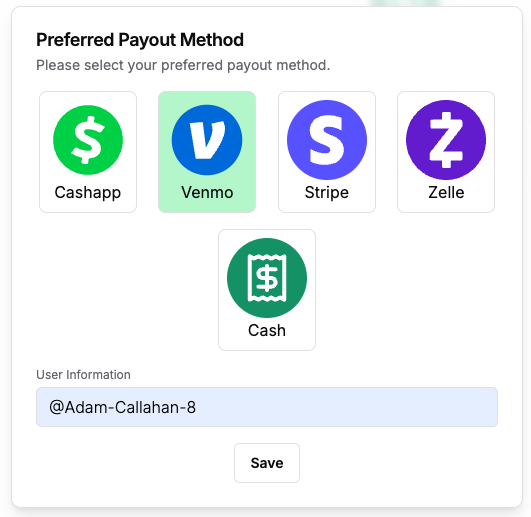 Preferred Payout Method
Please select your preferred payout method.
$ V S Z
Cashapp Venmo Stripe Zelle
$
Cash
User Information
@Adam-Callahan-8
Save